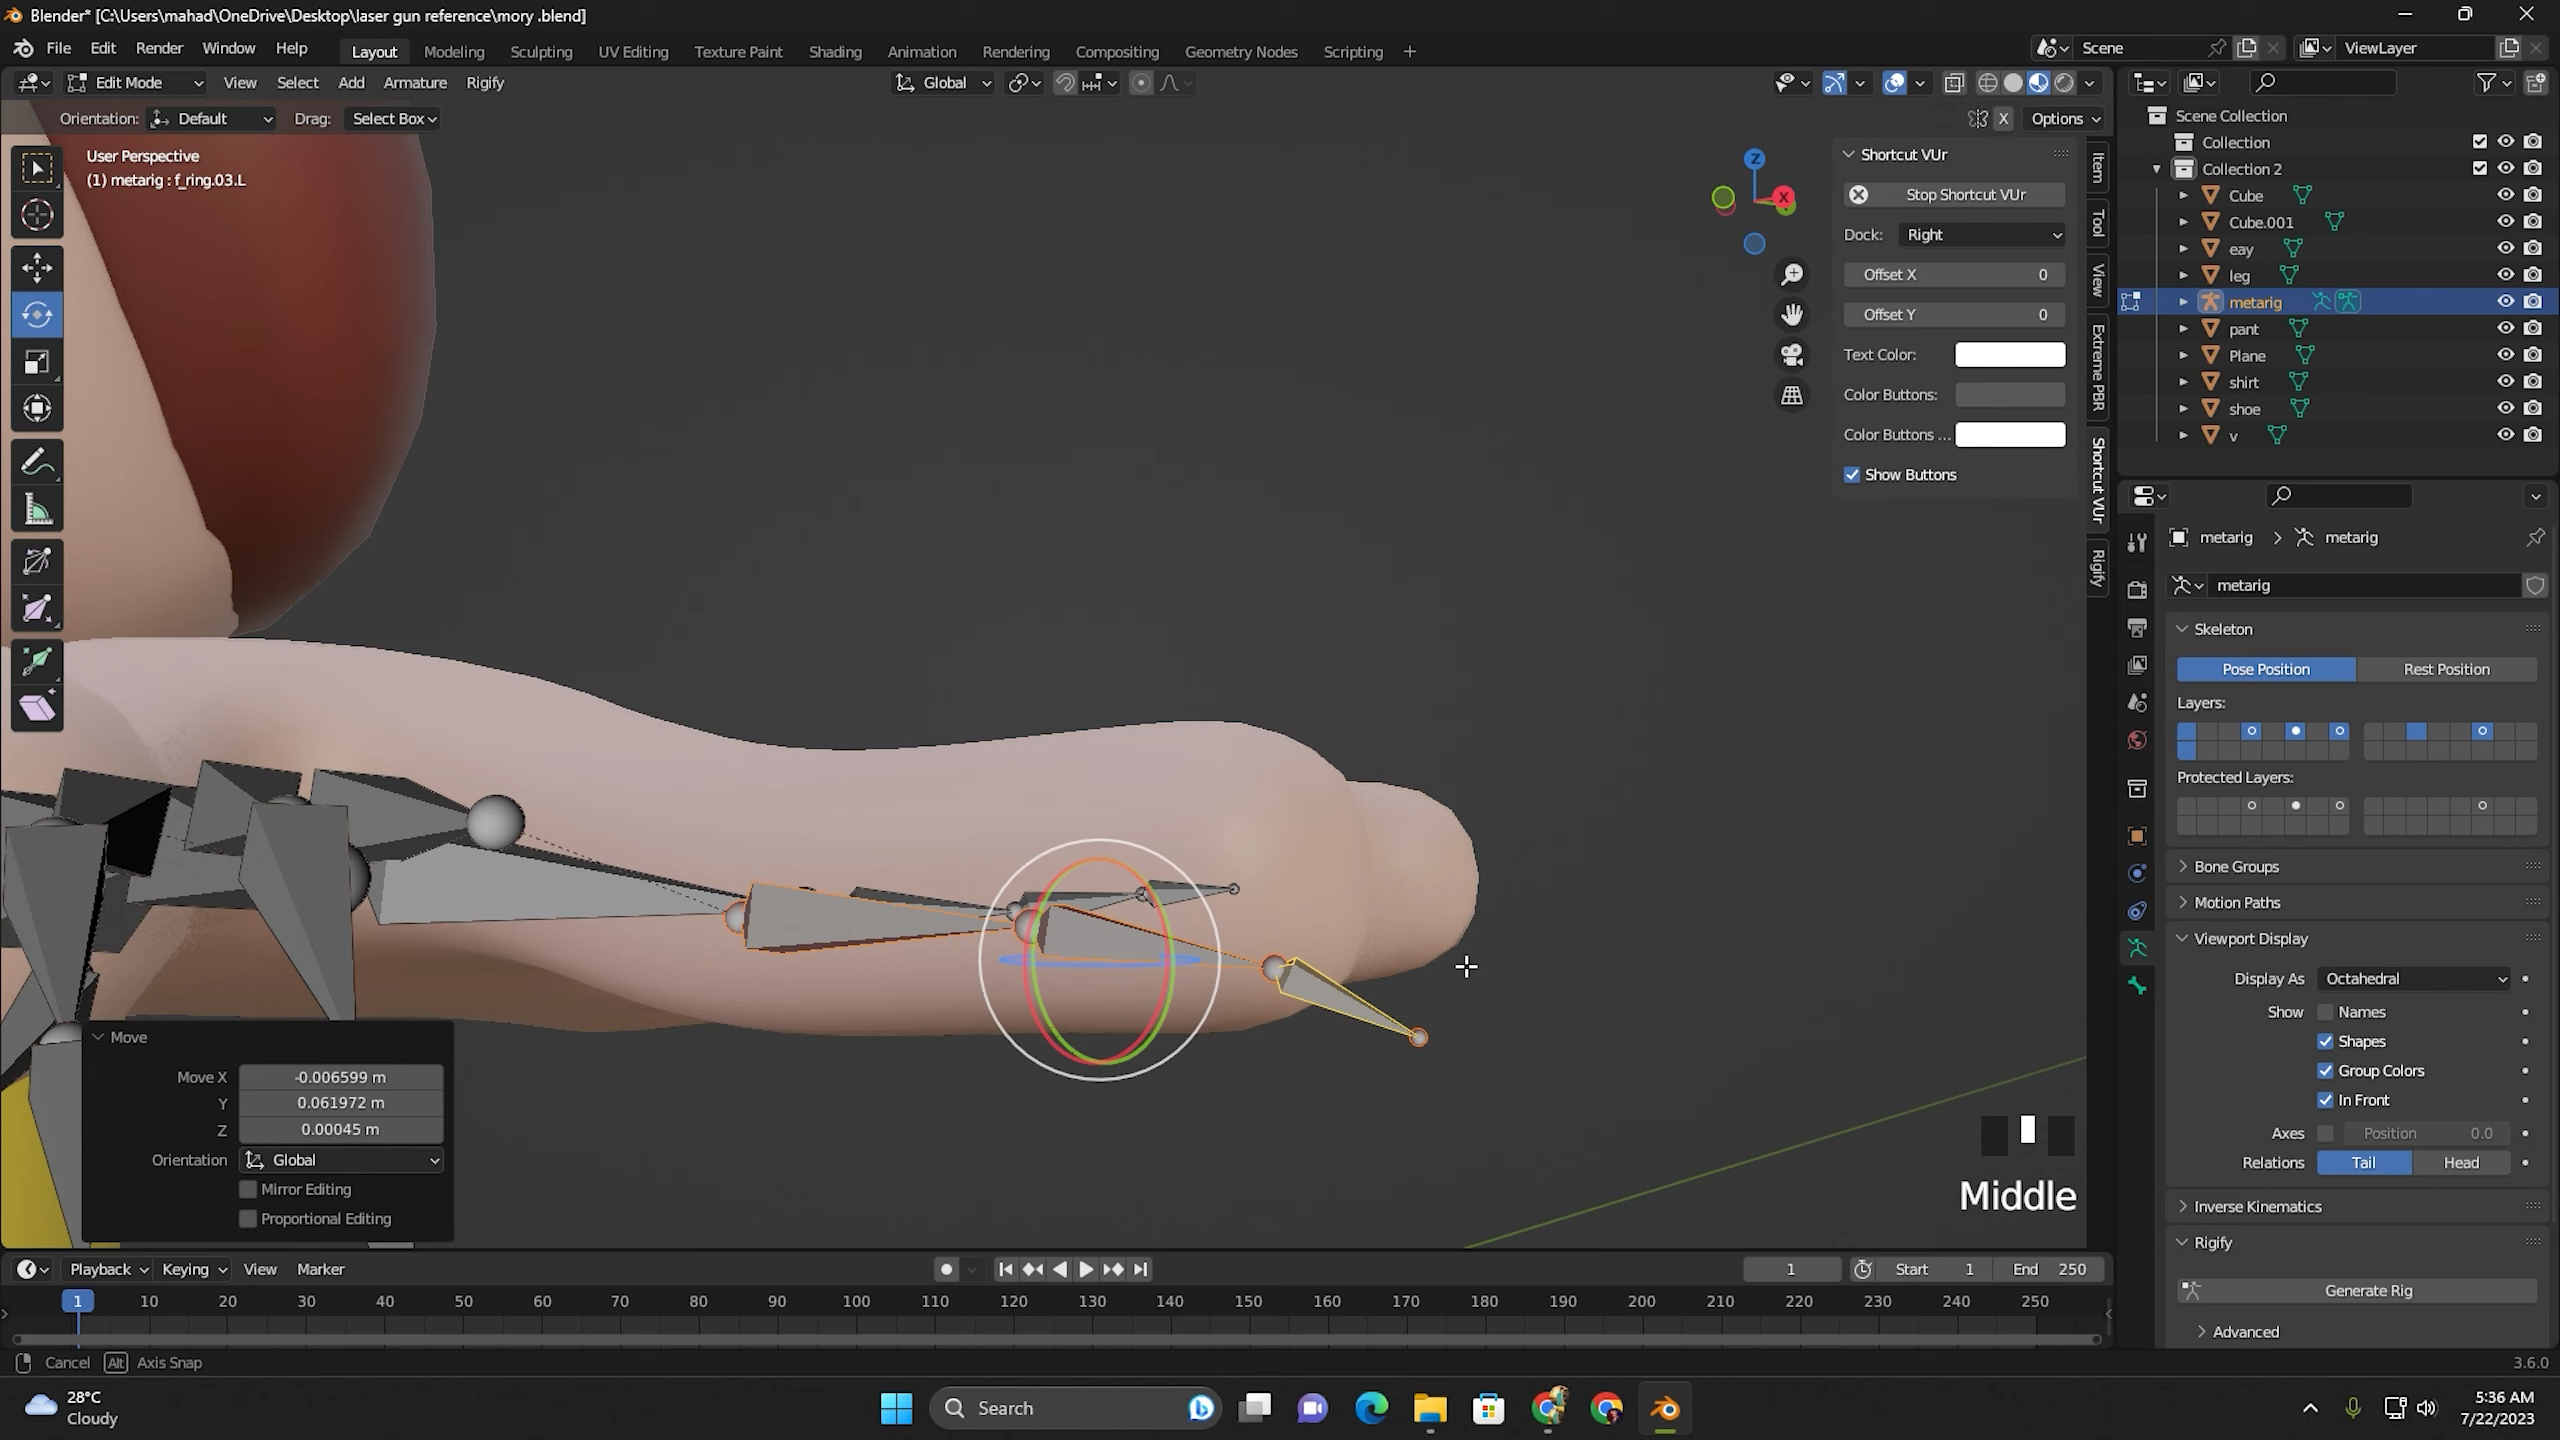 Blender* [C:\Users\mahad\OneDrive\Desktop\laser gun reference\mory .blend]
File Edit Render Window Help Layout Modeling Sculpting UV Editing Texture Paint Shading Animation Rendering Compositing Geometry Nodes Scripting + Scene ViewLayer
Edit Mode View Select Add Armature Rigify Global
Orientation: Default Drag: Select Box X Options
User Perspective
(1) metarig : f_ring.03.L
Z
X
Shortcut VUr
Stop Shortcut VUr
Dock: Right
Offset X 0
Offset Y 0
Text Color:
Color Buttons:
Color Buttons ...
Show Buttons
Item
Tool
View
Extreme PBR
Shortcut VUr
Rigify
Scene Collection
Collection
Collection 2
Cube
Cube.001
eay
leg
metarig
pant
Plane
shirt
shoe
v
metarig > metarig
metarig
Skeleton
Pose Position Rest Position
Layers:
Protected Layers:
Bone Groups
Motion Paths
Viewport Display
Display As Octahedral
Show Names
Shapes
Group Colors
In Front
Axes Position 0.0
Relations Tail Head
Inverse Kinematics
Rigify
Generate Rig
Advanced
Move
Move X -0.006599 m
Y 0.061972 m
Z 0.00045 m
Orientation Global
Mirror Editing
Proportional Editing
Middle
Playback Keying View Marker 1 Start 1 End 250
1 10 20 30 40 50 60 70 80 90 100 110 120 130 140 150 160 170 180 190 200 210 220 230 240 250
Cancel Alt Axis Snap 3.6.0
28°C
Cloudy
Search
5:36 AM
7/22/2023